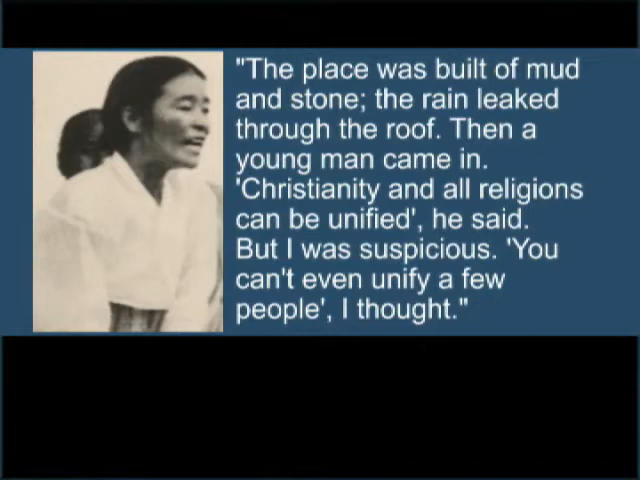 "The place was built of mud
and stone; the rain leaked
through the roof. Then a
young man came in.
'Christianity and all religions
can be unified', he said.
But I was suspicious. 'You
can't even unify a few
people', I thought."